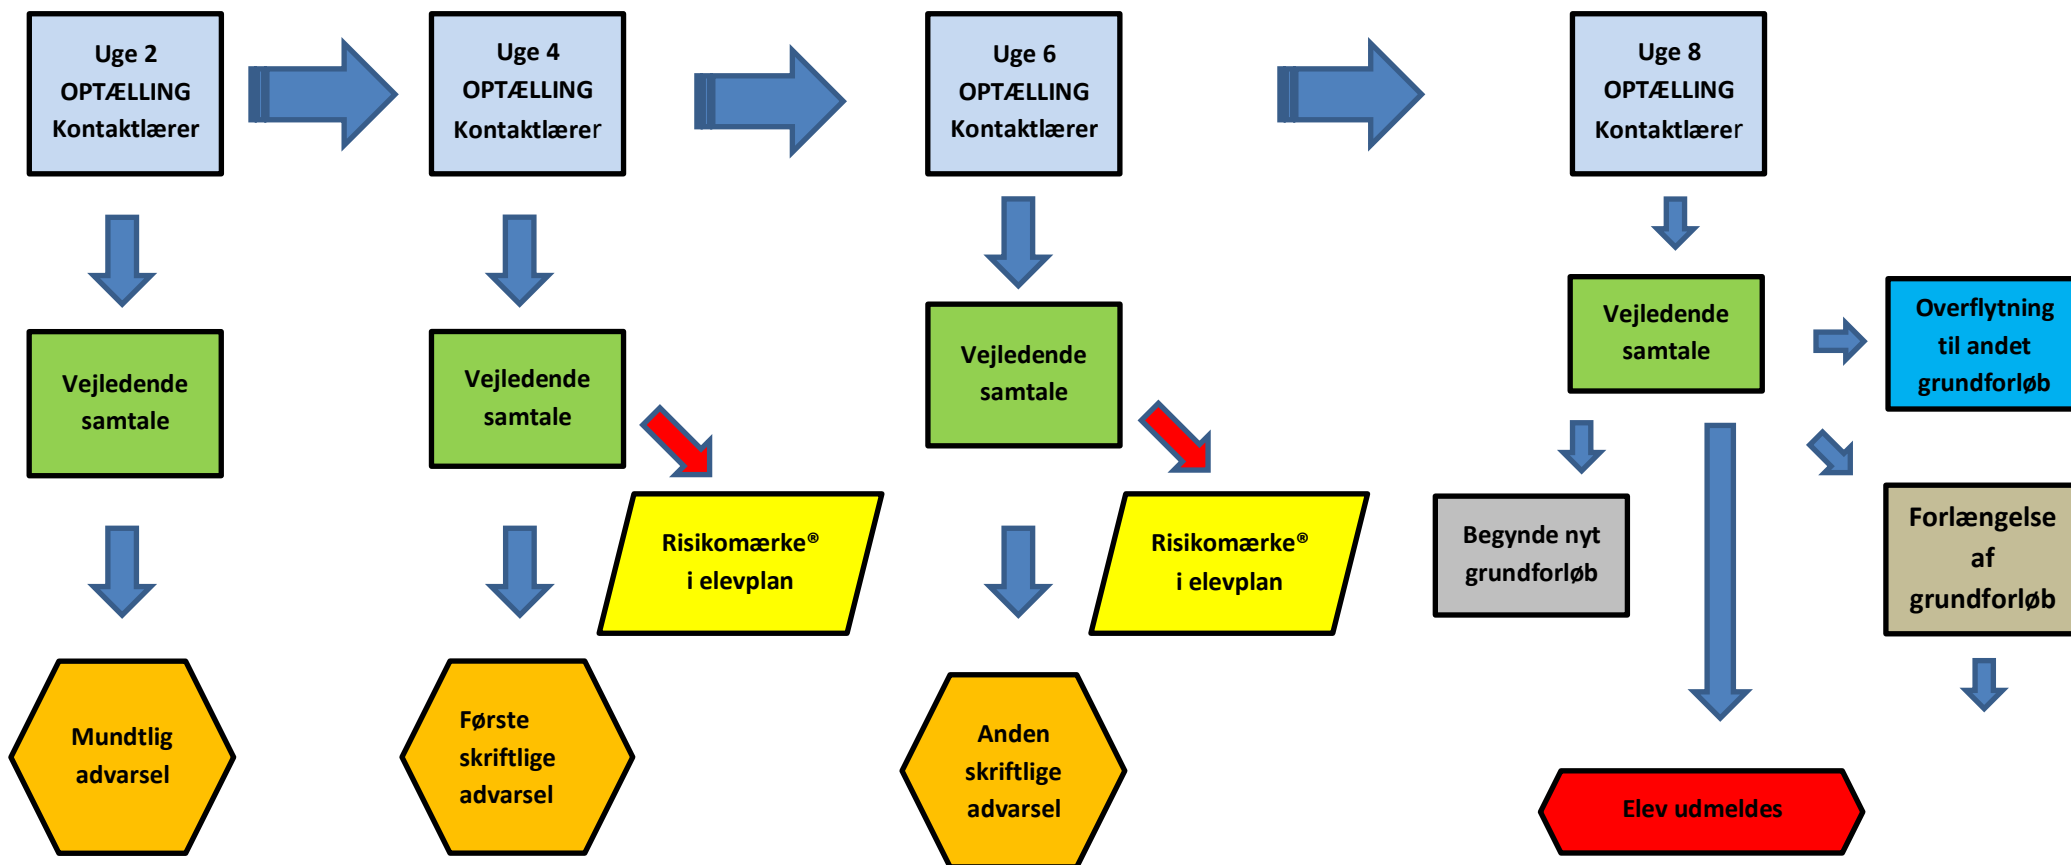 Uge 2
OPTÆLLING
Kontaktlærer
Uge 4
OPTÆLLING
Kontaktlærer
Uge 6
OPTÆLLING
Kontaktlærer
Uge 8
OPTÆLLING
Kontaktlærer
Vejledende
samtale
Vejledende
samtale
Vejledende
samtale
Vejledende
samtale
Overflytning
til andet
grundforløb
Risikomærke®
i elevplan
Risikomærke®
i elevplan
Begynde nyt
grundforløb
Forlængelse
af
grundforløb
Mundtlig
advarsel
Første
skriftlige
advarsel
Anden
skriftlige
advarsel
Elev udmeldes